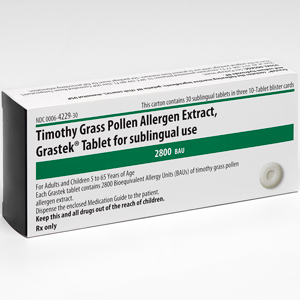 This carton contains 30 sublingual tablets in three 10-Tablet blister cards
NDC 0006-4229-30
Timothy Grass Pollen Allergen Extract,
Grastek® Tablet for sublingual use
2800 BAU
For Adults and Children 5 to 65 Years of Age
Each Grastek tablet contains 2800 Bioequivalent Allergy Units (BAUs) of timothy grass pollen
allergen extract.
Dispense the enclosed Medication Guide to the patient.
Keep this and all drugs out of the reach of children.
Rx only